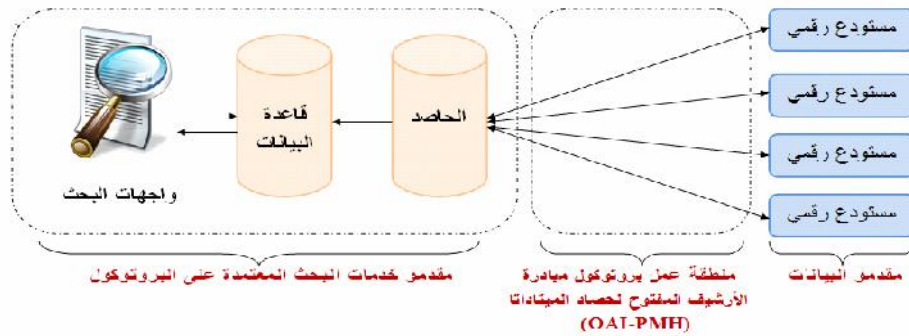 مستودع رقمي
مستودع رقمي
مستودع رقمي
مستودع رقمي
الحاصد
قاعدة
البيانات
واجهات البحث
مقدمو البيانات
منطقة عمل بروتوكول مبادرة
الأرشيف المفتوح لحصاد الميتاداتا
(OAI-PMH)
مقدمو خدمات البحث المعتمدة على البروتوكول